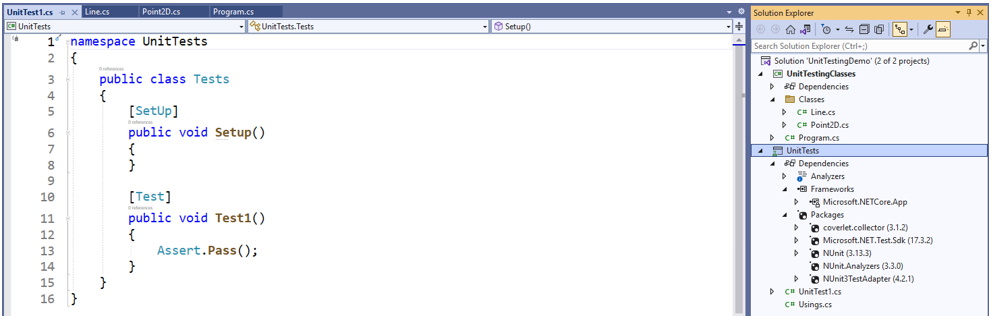 UnitTest1.cs Line.cs Point2D.cs Program.cs
UnitTests UnitTests.Tests Setup()
1 namespace UnitTests
2 {
0 references
3 public class Tests
4 {
5 [SetUp]
0 references
6 public void Setup()
7 {
8 }
9
10 [Test]
0 references
11 public void Test1()
12 {
13 Assert.Pass();
14 }
15 }
16 }
Solution Explorer
Search Solution Explorer (Ctrl+;)
Solution 'UnitTestingDemo' (2 of 2 projects)
UnitTestingClasses
Dependencies
Classes
C# Line.cs
C# Point2D.cs
C# Program.cs
UnitTests
Dependencies
Analyzers
Frameworks
Microsoft.NETCore.App
Packages
coverlet.collector (3.1.2)
Microsoft.NET.Test.Sdk (17.3.2)
NUnit (3.13.3)
NUnit.Analyzers (3.3.0)
NUnit3TestAdapter (4.2.1)
C# UnitTest1.cs
C# Usings.cs